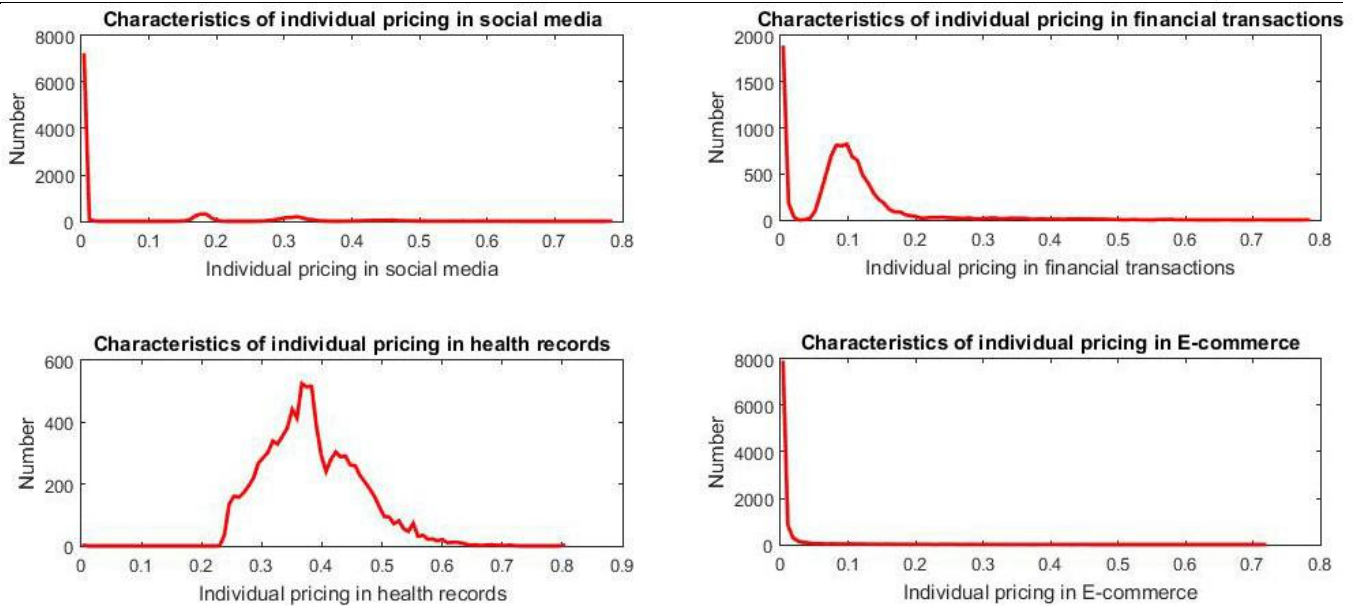 Characteristics of individual pricing in social media
8000
6000
4000
2000
0
Number
0 0.1 0.2 0.3 0.4 0.5 0.6 0.7 0.8
Individual pricing in social media
Characteristics of individual pricing in financial transactions
2000
1500
1000
500
0
Number
0 0.1 0.2 0.3 0.4 0.5 0.6 0.7 0.8
Individual pricing in financial transactions
Characteristics of individual pricing in health records
600
400
200
0
Number
0 0.1 0.2 0.3 0.4 0.5 0.6 0.7 0.8 0.9
Individual pricing in health records
Characteristics of individual pricing in E-commerce
8000
6000
4000
2000
0
Number
0 0.1 0.2 0.3 0.4 0.5 0.6 0.7 0.8
Individual pricing in E-commerce